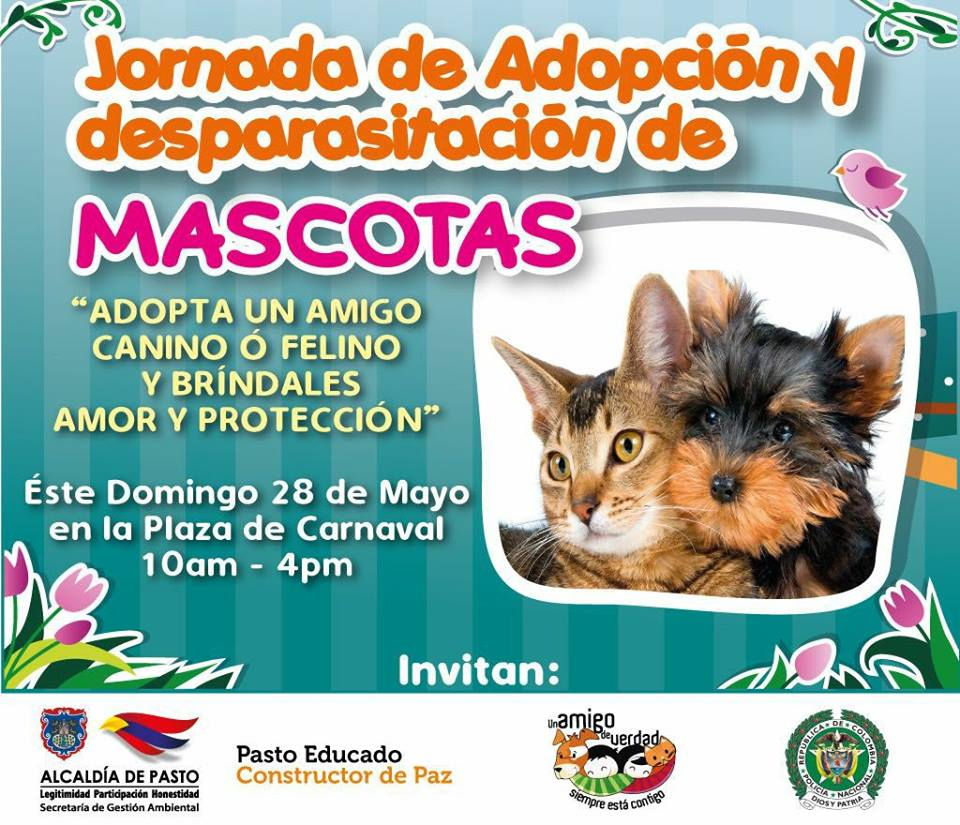 Jornada de Adopción y
desparasitación de
MASCOTAS
“ADOPTA UN AMIGO
CANINO Ó FELINO
Y BRÍNDALES
AMOR Y PROTECCIÓN”
Éste Domingo 28 de Mayo
en la Plaza de Carnaval
10am - 4pm
Invitan:
ALCALDÍA DE PASTO
Legitimidad Participación Honestidad
Secretaría de Gestión Ambiental
Pasto Educado
Constructor de Paz
Un amigo
de verdad
siempre está contigo
REPÚBLICA DE COLOMBIA
POLICÍA NACIONAL
DIOS Y PATRIA